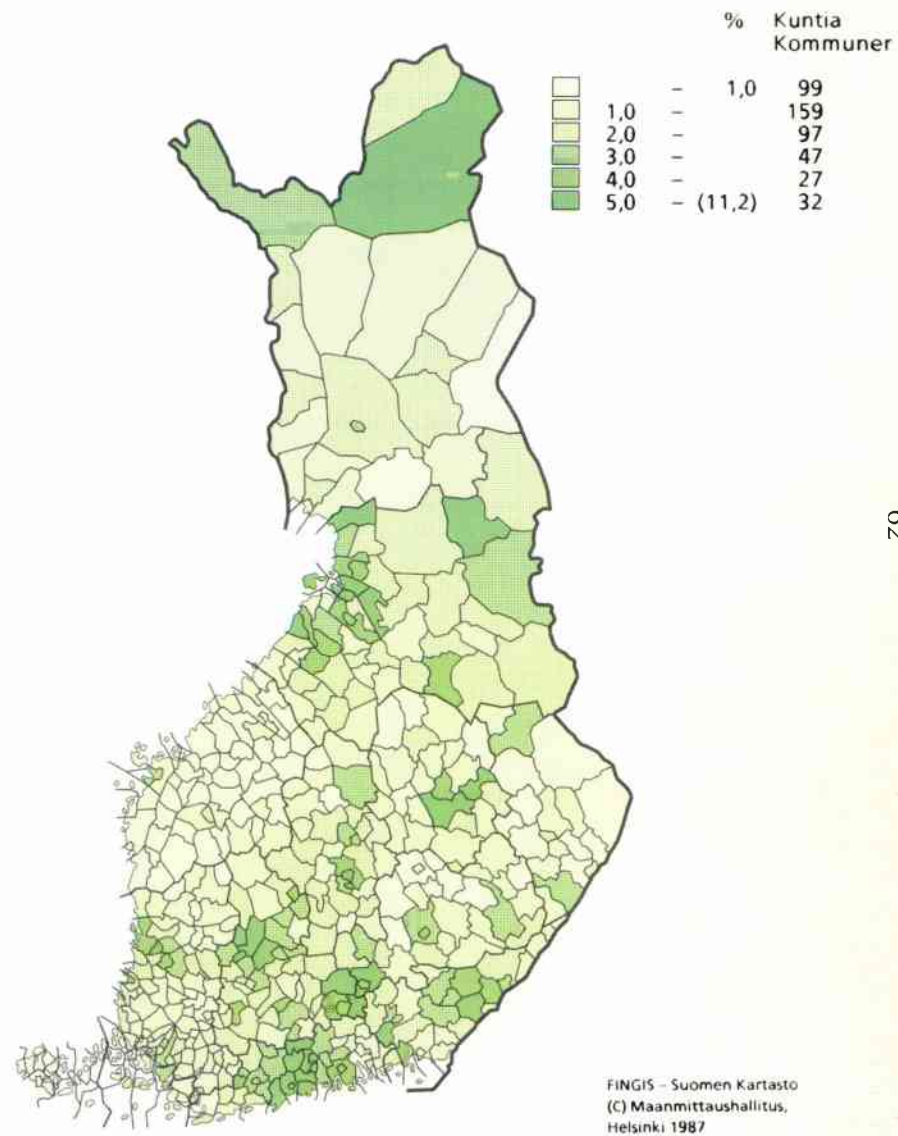 % Kuntia
Kommuner
– 1,0 99
1,0 – 159
2,0 – 97
3,0 – 47
4,0 – 27
5,0 – (11,2) 32
62
FINGIS – Suomen Kartasto
(C) Maanmittaushallitus,
Helsinki 1987